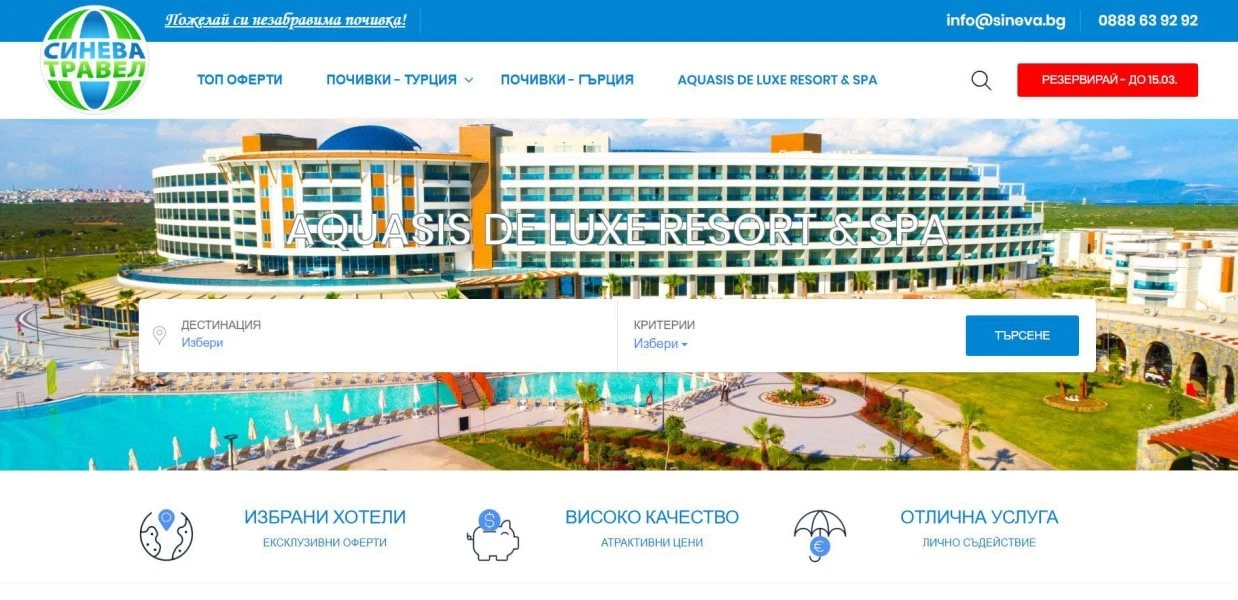 Пожелай си незабравима почивка!
info@sineva.bg
0888 63 92 92
СИНЕВА
ТРАВЕЛ
ТОП ОФЕРТИ
ПОЧИВКИ – ТУРЦИЯ
ПОЧИВКИ – ГЪРЦИЯ
AQUASIS DE LUXE RESORT & SPA
РЕЗЕРВИРАЙ – ДО 15.03.
AQUASIS DE LUXE RESORT & SPA
ДЕСТИНАЦИЯ
Избери
КРИТЕРИИ
Избери
ТЪРСЕНЕ
ИЗБРАНИ ХОТЕЛИ
ЕКСКЛУЗИВНИ ОФЕРТИ
$
ВИСОКО КАЧЕСТВО
АТРАКТИВНИ ЦЕНИ
€
ОТЛИЧНА УСЛУГА
ЛИЧНО СЪДЕЙСТВИЕ